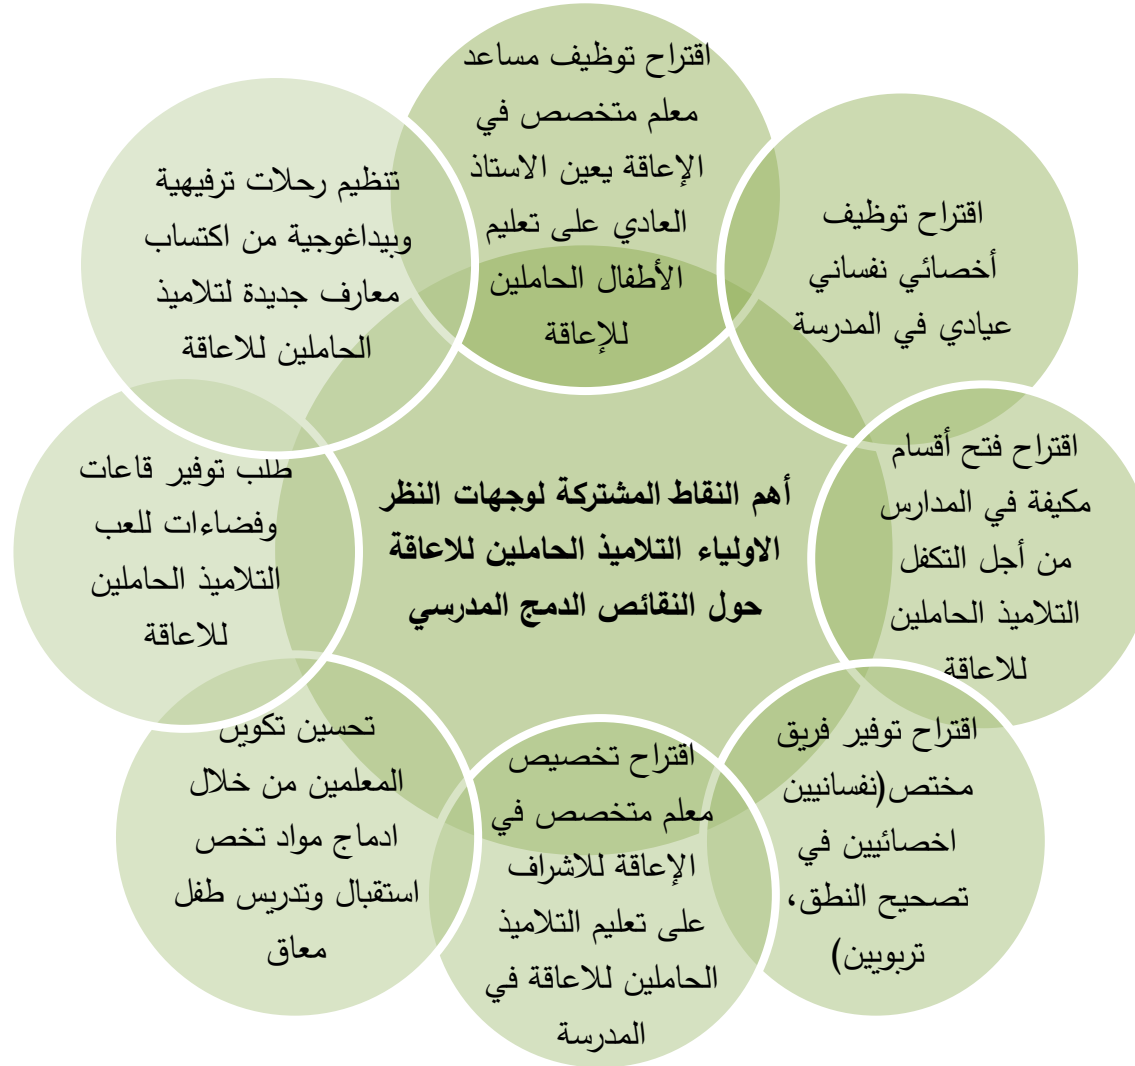 اقتراح توظيف مساعد
معلم متخصص في
الإعاقة يعين الاستاذ
العادي على تعليم
الأطفال الحاملين
للإعاقة
اقتراح توظيف
أخصائي نفساني
عيادي في المدرسة
اقتراح فتح أقسام
مكيفة في المدارس
من أجل التكفل
التلاميذ الحاملين
للاعاقة
اقتراح توفير فريق
مختص(نفسانيين
اخصائيين في
تصحيح النطق،
تربويين)
اقتراح تخصيص
معلم متخصص في
الإعاقة للاشراف
على تعليم التلاميذ
الحاملين للاعاقة في
المدرسة
تحسين تكوين
المعلمين من خلال
ادماج مواد تخص
استقبال وتدريس طفل
معاق
طلب توفير قاعات
وفضاءات للعب
التلاميذ الحاملين
للاعاقة
تنظيم رحلات ترفيهية
وبيداغوجية من اكتساب
معارف جديدة لتلاميذ
الحاملين للاعاقة
أهم النقاط المشتركة لوجهات النظر
الاولياء التلاميذ الحاملين للاعاقة
حول النقائص الدمج المدرسي